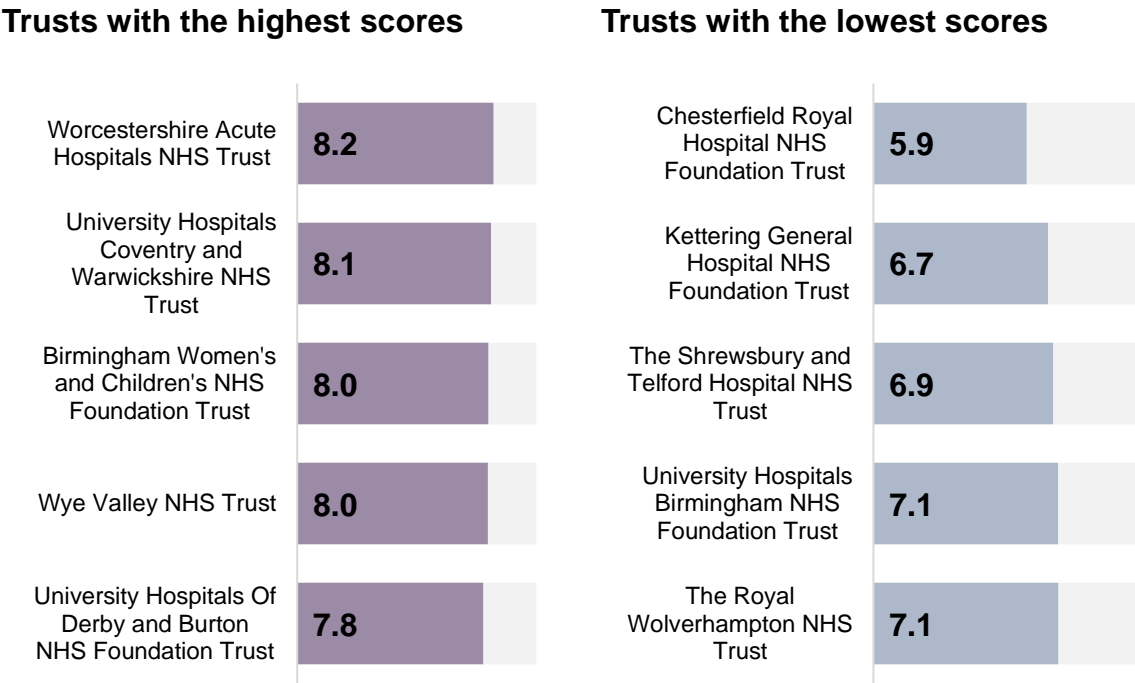 Trusts with the highest scores
Worcestershire Acute
Hospitals NHS Trust
8.2
University Hospitals
Coventry and
Warwickshire NHS
Trust
8.1
Birmingham Women's
and Children's NHS
Foundation Trust
8.0
Wye Valley NHS Trust
8.0
University Hospitals Of
Derby and Burton
NHS Foundation Trust
7.8
Trusts with the lowest scores
Chesterfield Royal
Hospital NHS
Foundation Trust
5.9
Kettering General
Hospital NHS
Foundation Trust
6.7
The Shrewsbury and
Telford Hospital NHS
Trust
6.9
University Hospitals
Birmingham NHS
Foundation Trust
7.1
The Royal
Wolverhampton NHS
Trust
7.1